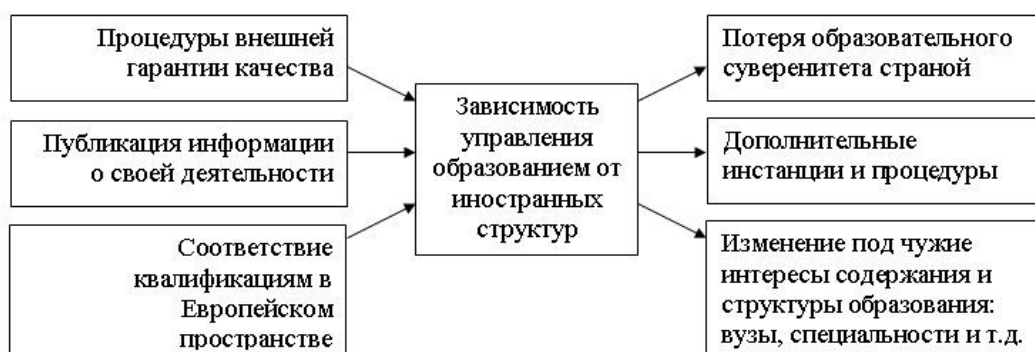 Процедуры внешней
гарантии качества
Публикация информации
о своей деятельности
Соответствие
квалификациям в
Европейском
пространстве
Зависимость
управления
образованием от
иностранных
структур
Потеря образовательного
суверенитета страной
Дополнительные
инстанции и процедуры
Изменение под чужие
интересы содержания и
структуры образования:
вузы, специальности и т.д.